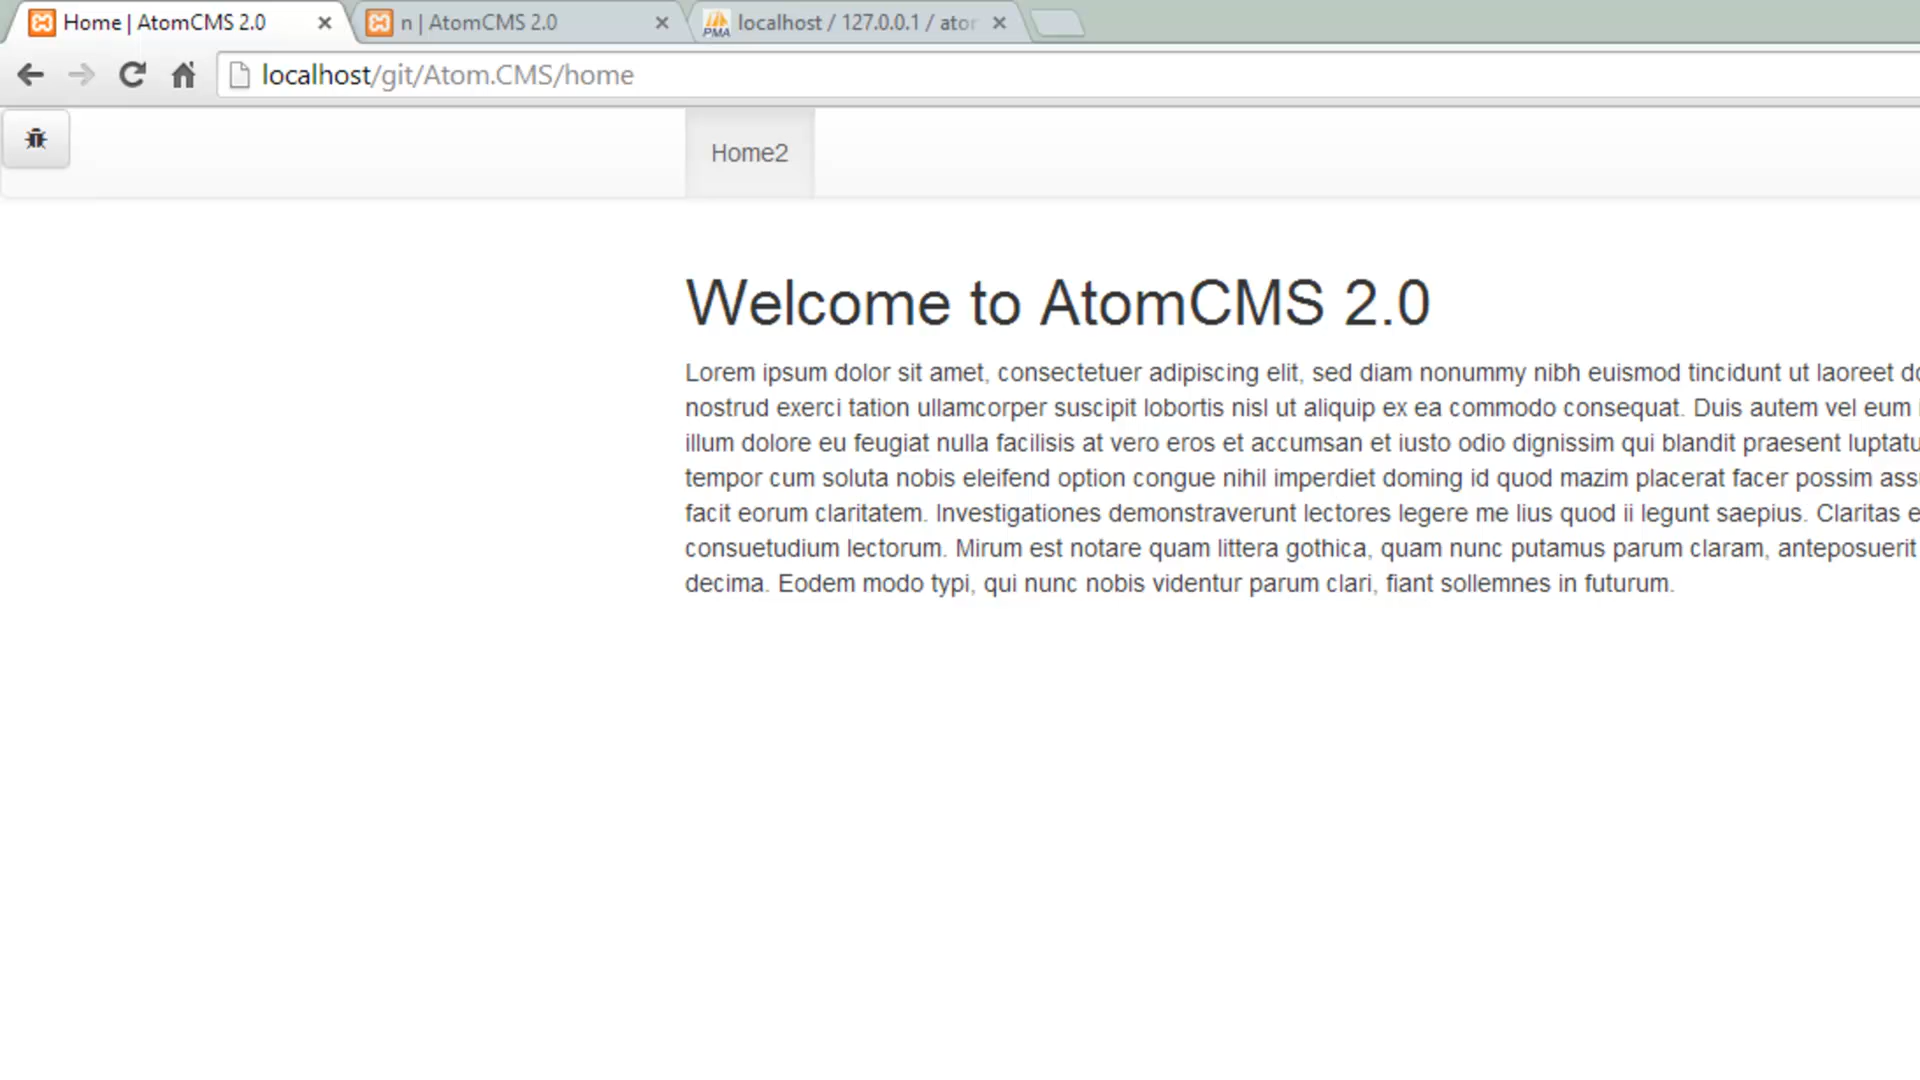 Home | AtomCMS 2.0
n | AtomCMS 2.0
PMA localhost / 127.0.0.1 /
localhost/git/Atom.CMS/home
Home2
Welcome to AtomCMS 2.0
Lorem ipsum dolor sit amet, consectetuer adipiscing elit, sed diam nonummy nibh euismod tincidunt ut laoreet
nostrud exerci tation ullamcorper suscipit lobortis nisl ut aliquip ex ea commodo consequat. Duis autem vel eum
illum dolore eu feugiat nulla facilisis at vero eros et accumsan et iusto odio dignissim qui blandit praesent
tempor cum soluta nobis eleifend option congue nihil imperdiet doming id quod mazim placerat facer possim
facit eorum claritatem. Investigationes demonstraverunt lectores legere me lius quod ii legunt saepius. Claritas
consuetudium lectorum. Mirum est notare quam littera gothica, quam nunc putamus parum claram, anteposuerit
decima. Eodem modo typi, qui nunc nobis videntur parum clari, fiant sollemnes in futurum.